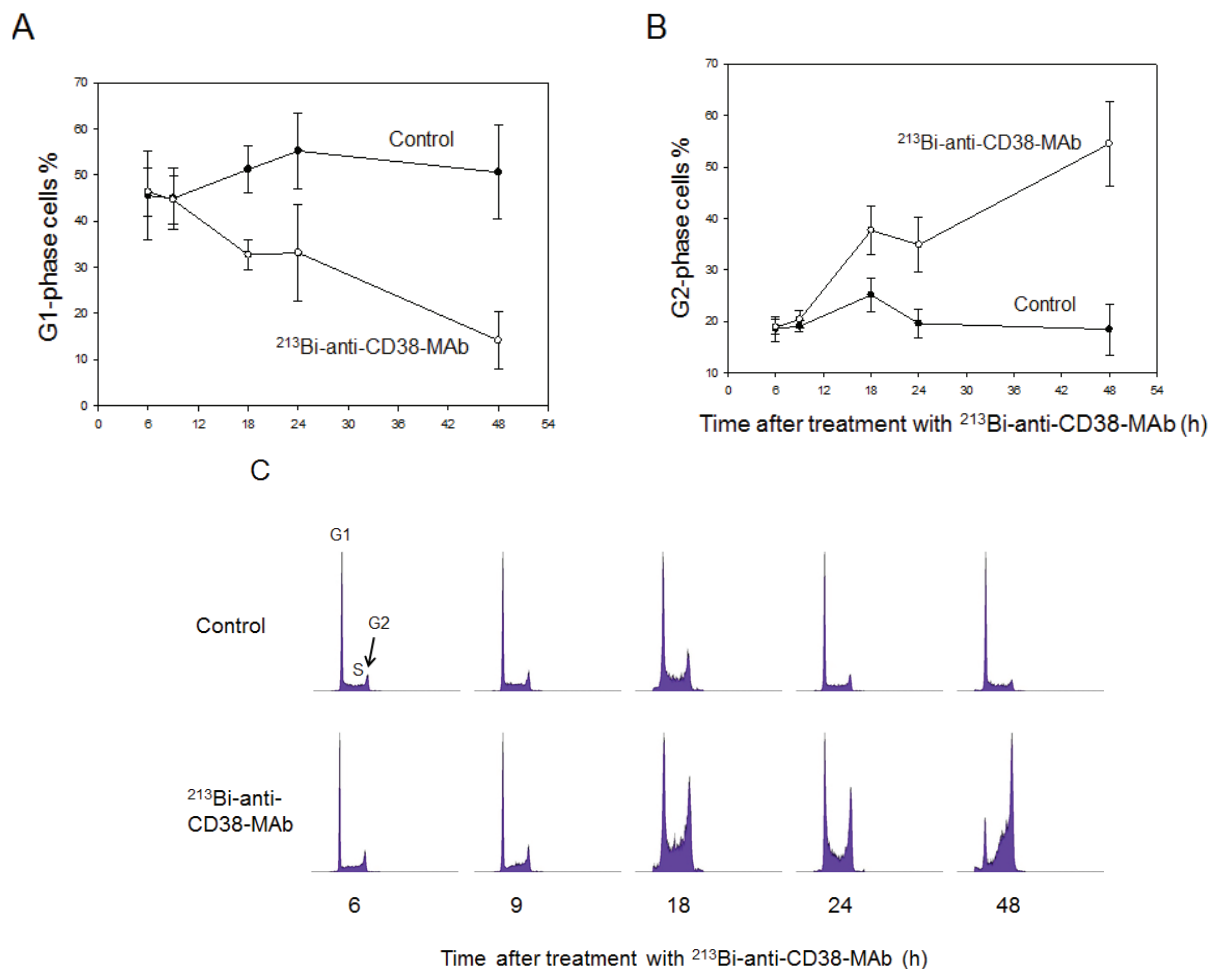 A
G1-phase cells %
70
60
50
40
30
20
10
0
0 6 12 18 24 30 36 42 48 54
Control
²¹³Bi-anti-CD38-MAb
B
G2-phase cells %
70
60
50
40
30
20
10
0 6 12 18 24 30 36 42 48 54
²¹³Bi-anti-CD38-MAb
Control
Time after treatment with ²¹³Bi-anti-CD38-MAb (h)
C
G1
G2
S
Control
²¹³Bi-anti-
CD38-MAb
6 9 18 24 48
Time after treatment with ²¹³Bi-anti-CD38-MAb (h)